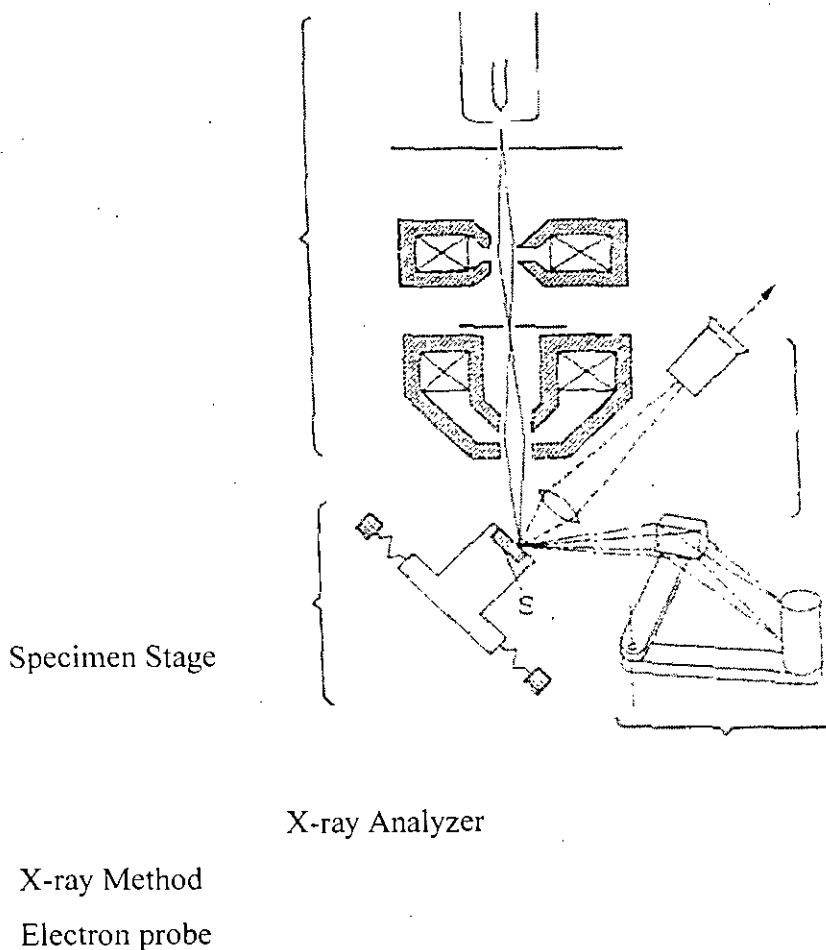 S
Specimen Stage
X-ray Analyzer
X-ray Method
Electron probe